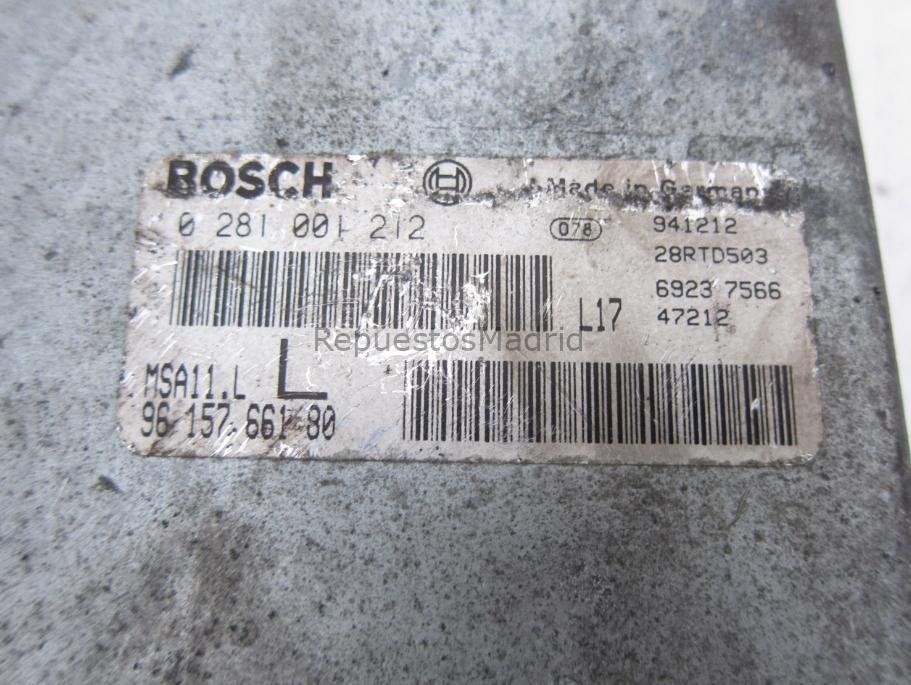 BOSCH
Made in Germany
0 281 001 212
078
941212
28RTD503
6923 7566
L17
47212
RepuestosMadrid
MSA11.L
L
96 157 661 80